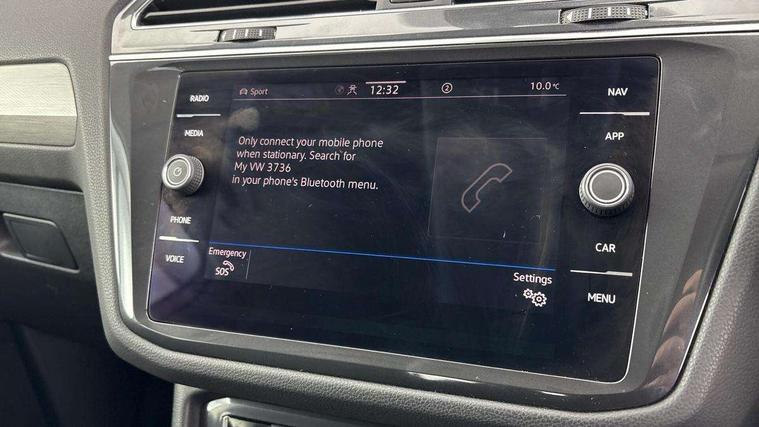 RADIO
MEDIA
PHONE
VOICE
Sport
12:32
2
10.0°C
Only connect your mobile phone
when stationary. Search for
My VW 3736
in your phone's Bluetooth menu.
Emergency
SOS
Settings
NAV
APP
CAR
MENU